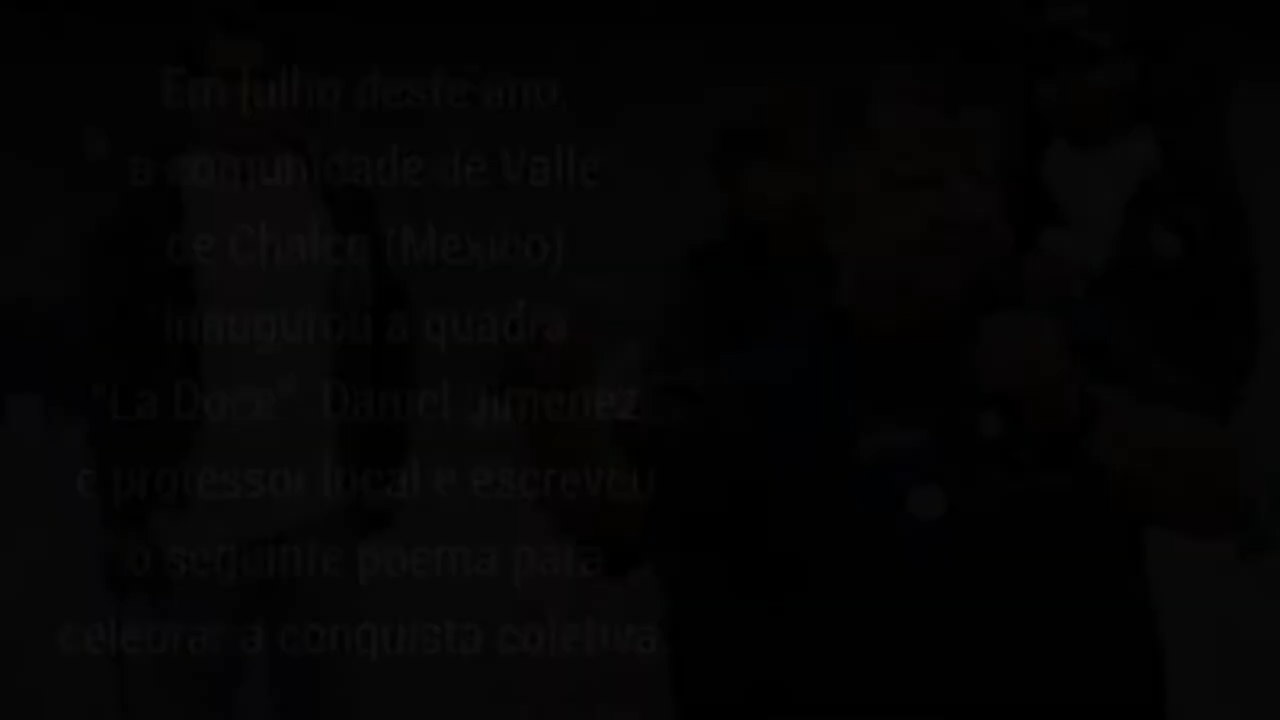 Em julho deste ano,
a comunidade de Valle
de Chalco (México)
inaugurou a quadra
"La Doce". Daniel Jimenez
é professor local e escreveu
o seguinte poema para
celebrar a conquista coletiva.